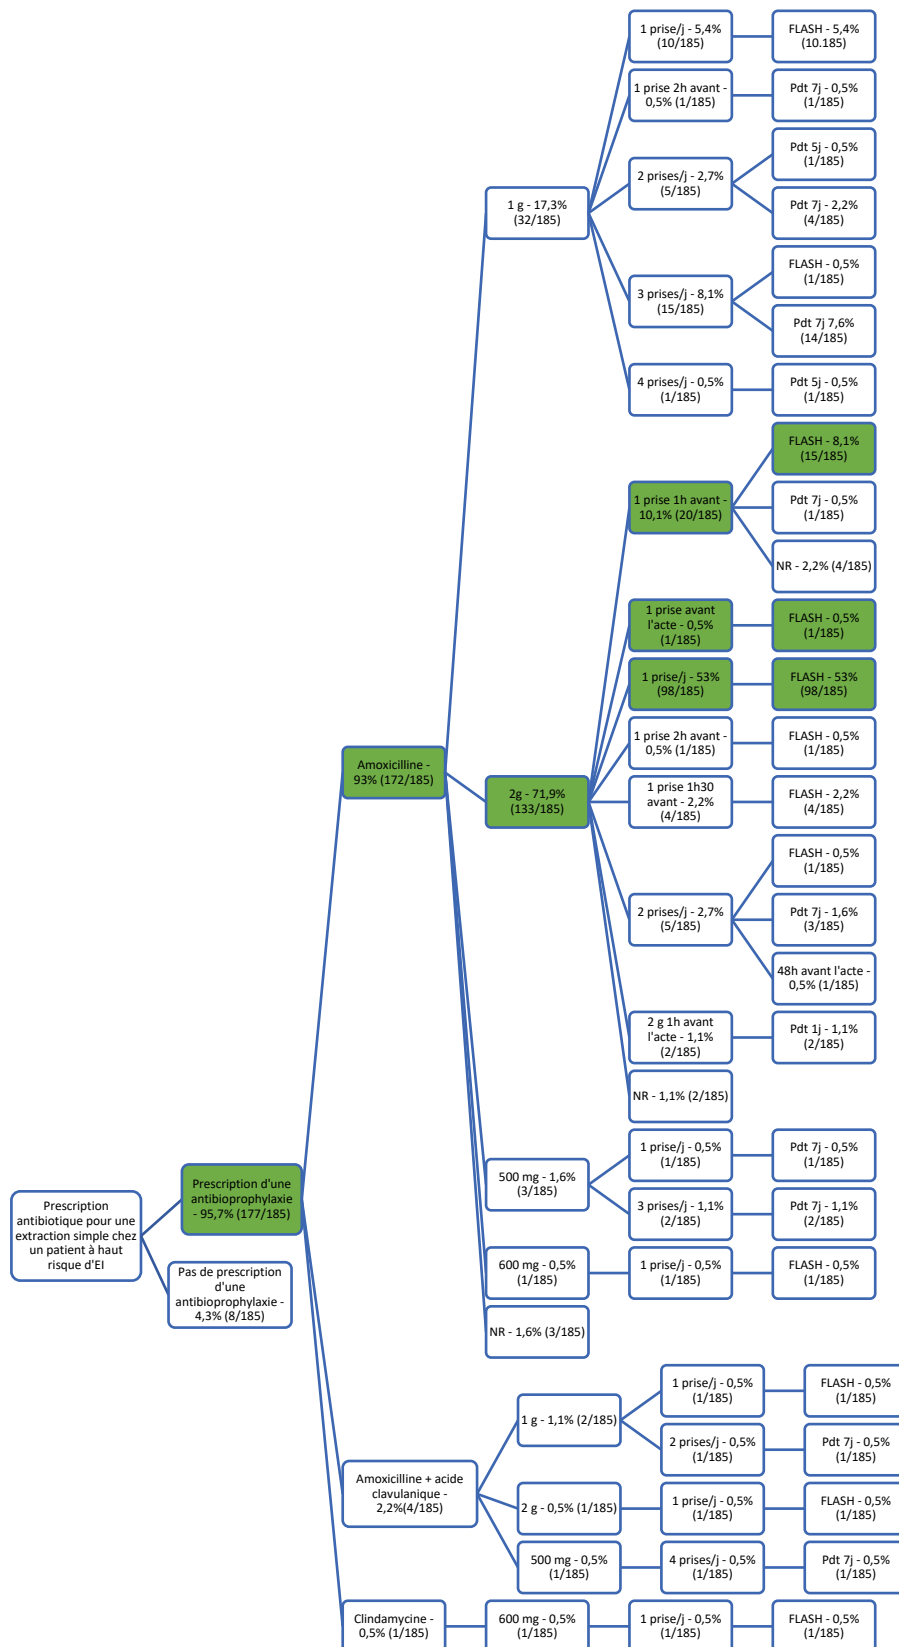 Prescription
antibiotique pour une
extraction simple chez
un patient à haut
risque d'EI
Prescription d'une
antibioprophylaxie
- 95,7% (177/185)
Pas de prescription
d'une
antibioprophylaxie -
4,3% (8/185)
Amoxicilline -
93% (172/185)
1 g - 17,3%
(32/185)
1 prise/j - 5,4%
(10/185)
FLASH - 5,4%
(10.185)
1 prise 2h avant -
0,5% (1/185)
Pdt 7j - 0,5%
(1/185)
2 prises/j - 2,7%
(5/185)
Pdt 5j - 0,5%
(1/185)
Pdt 7j - 2,2%
(4/185)
3 prises/j - 8,1%
(15/185)
FLASH - 0,5%
(1/185)
Pdt 7j 7,6%
(14/185)
4 prises/j - 0,5%
(1/185)
Pdt 5j - 0,5%
(1/185)
2g - 71,9%
(133/185)
1 prise 1h avant -
10,1% (20/185)
FLASH - 8,1%
(15/185)
Pdt 7j - 0,5%
(1/185)
NR - 2,2% (4/185)
1 prise avant
l'acte - 0,5%
(1/185)
FLASH - 0,5%
(1/185)
1 prise/j - 53%
(98/185)
FLASH - 53%
(98/185)
1 prise 2h avant -
0,5% (1/185)
FLASH - 0,5%
(1/185)
1 prise 1h30
avant - 2,2%
(4/185)
FLASH - 2,2%
(4/185)
2 prises/j - 2,7%
(5/185)
FLASH - 0,5%
(1/185)
Pdt 7j - 1,6%
(3/185)
48h avant l'acte -
0,5% (1/185)
2 g 1h avant
l'acte - 1,1%
(2/185)
Pdt 1j - 1,1%
(2/185)
NR - 1,1% (2/185)
500 mg - 1,6%
(3/185)
1 prise/j - 0,5%
(1/185)
Pdt 7j - 0,5%
(1/185)
3 prises/j - 1,1%
(2/185)
Pdt 7j - 1,1%
(2/185)
600 mg - 0,5%
(1/185)
1 prise/j - 0,5%
(1/185)
FLASH - 0,5%
(1/185)
NR - 1,6% (3/185)
Amoxicilline + acide
clavulanique -
2,2%(4/185)
1 g - 1,1% (2/185)
1 prise/j - 0,5%
(1/185)
FLASH - 0,5%
(1/185)
2 prises/j - 0,5%
(1/185)
Pdt 7j - 0,5%
(1/185)
2 g - 0,5% (1/185)
1 prise/j - 0,5%
(1/185)
FLASH - 0,5%
(1/185)
500 mg - 0,5%
(1/185)
4 prises/j - 0,5%
(1/185)
Pdt 7j - 0,5%
(1/185)
Clindamycine -
0,5% (1/185)
600 mg - 0,5%
(1/185)
1 prise/j - 0,5%
(1/185)
FLASH - 0,5%
(1/185)